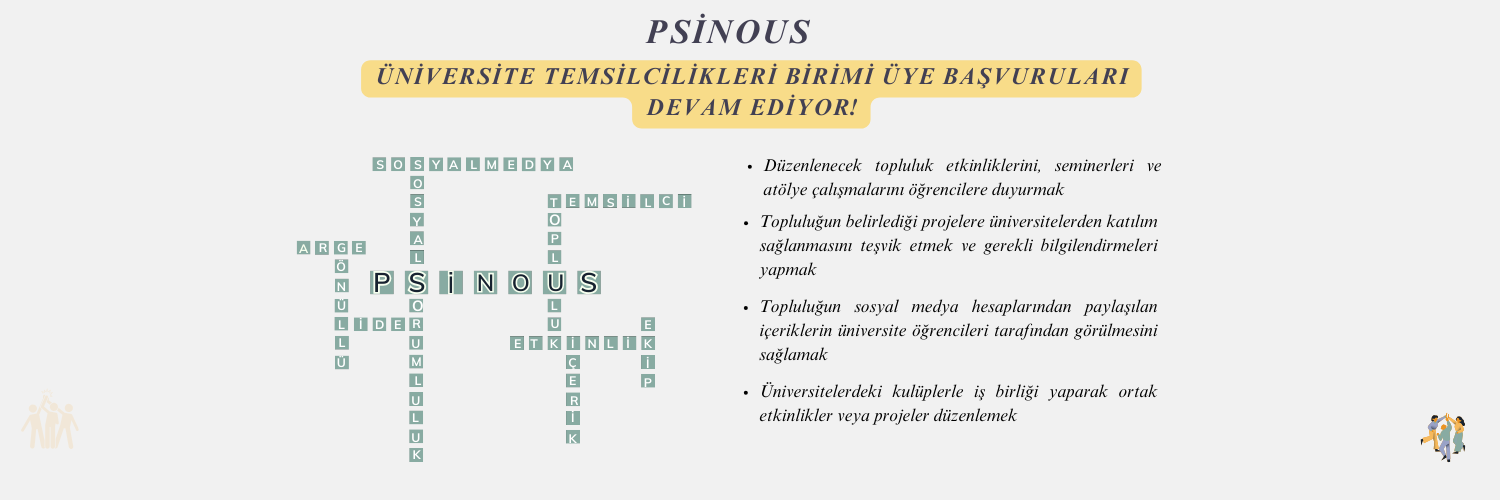 PSİNOUS
ÜNİVERSİTE TEMSİLCİLİKLERİ BİRİMİ ÜYE BAŞVURULARI
DEVAM EDİYOR!
SOSYALMEDYA
SOSYAL SORUMLULUK
TEMSİLCİ
TOPLULUK
ARGE
GÖNÜLLÜ
PSİNOUS
LİDER
ETKİNLİK
EKİP
İÇERİK
• Düzenlenecek topluluk etkinliklerini, seminerleri ve
atölye çalışmalarını öğrencilere duyurmak
• Topluluğun belirlediği projelere üniversitelerden katılım
sağlanmasını teşvik etmek ve gerekli bilgilendirmeleri
yapmak
• Topluluğun sosyal medya hesaplarından paylaşılan
içeriklerin üniversite öğrencileri tarafından görülmesini
sağlamak
• Üniversitelerdeki kulüplerle iş birliği yaparak ortak
etkinlikler veya projeler düzenlemek